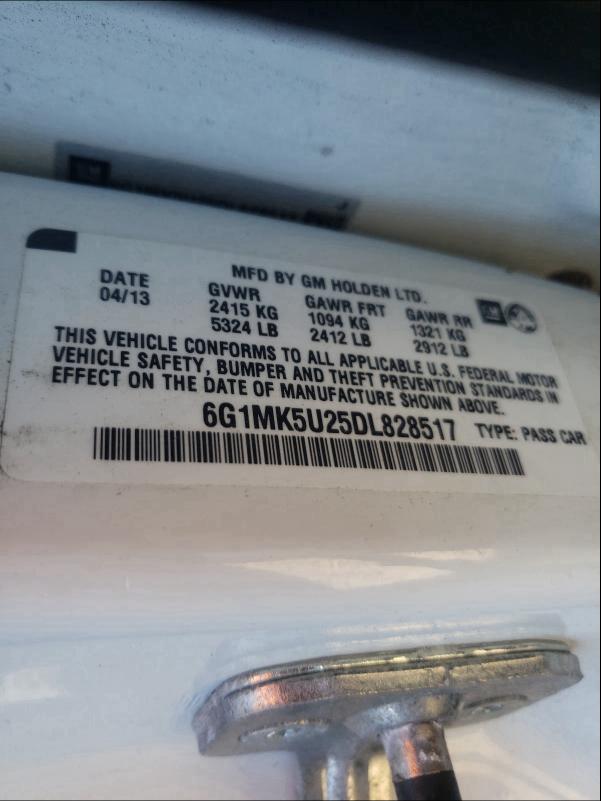 MFD BY GM HOLDEN LTD.
DATE
04/13
GVWR
2415 KG
5324 LB
GAWR FRT
1094 KG
2412 LB
GAWR RR
1321 KG
2912 LB
GM
THIS VEHICLE CONFORMS TO ALL APPLICABLE U.S. FEDERAL MOTOR
VEHICLE SAFETY, BUMPER AND THEFT PREVENTION STANDARDS IN
EFFECT ON THE DATE OF MANUFACTURE SHOWN ABOVE.
6G1MK5U25DL828517 TYPE: PASS CAR